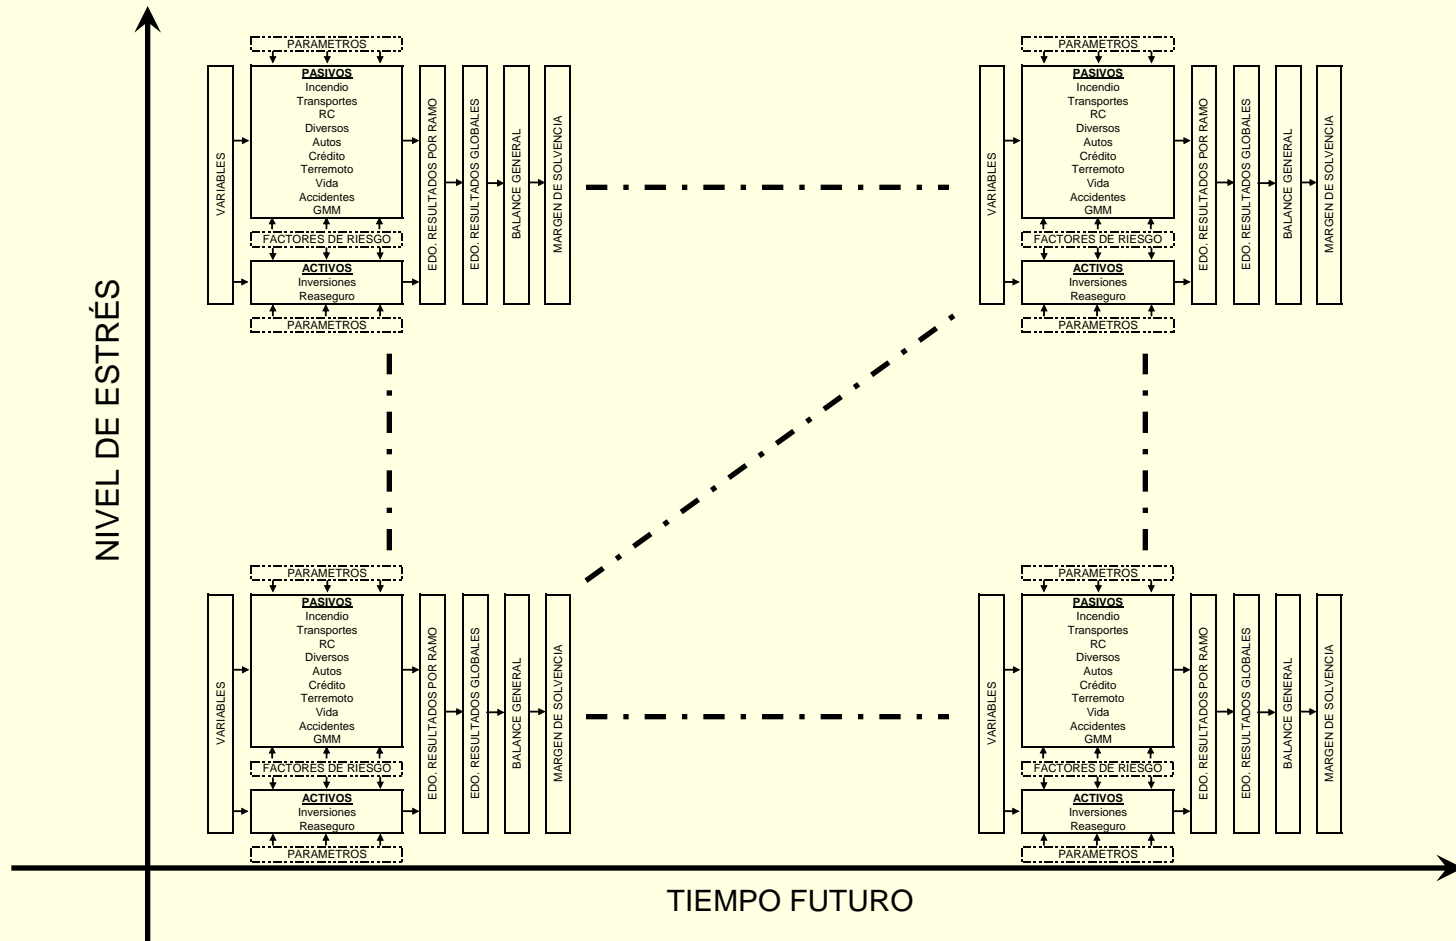 NIVEL DE ESTRÉS
PARAMETROS
VARIABLES
PASIVOS
Incendio
Transportes
RC
Diversos
Autos
Crédito
Terremoto
Vida
Accidentes
GMM
FACTORES DE RIESGO
ACTIVOS
Inversiones
Reaseguro
PARAMETROS
EDO. RESULTADOS POR RAMO
EDO. RESULTADOS GLOBALES
BALANCE GENERAL
MARGEN DE SOLVENCIA
PARAMETROS
VARIABLES
PASIVOS
Incendio
Transportes
RC
Diversos
Autos
Crédito
Terremoto
Vida
Accidentes
GMM
FACTORES DE RIESGO
ACTIVOS
Inversiones
Reaseguro
PARAMETROS
EDO. RESULTADOS POR RAMO
EDO. RESULTADOS GLOBALES
BALANCE GENERAL
MARGEN DE SOLVENCIA
PARAMETROS
VARIABLES
PASIVOS
Incendio
Transportes
RC
Diversos
Autos
Crédito
Terremoto
Vida
Accidentes
GMM
FACTORES DE RIESGO
ACTIVOS
Inversiones
Reaseguro
PARAMETROS
EDO. RESULTADOS POR RAMO
EDO. RESULTADOS GLOBALES
BALANCE GENERAL
MARGEN DE SOLVENCIA
PARAMETROS
VARIABLES
PASIVOS
Incendio
Transportes
RC
Diversos
Autos
Crédito
Terremoto
Vida
Accidentes
GMM
FACTORES DE RIESGO
ACTIVOS
Inversiones
Reaseguro
PARAMETROS
EDO. RESULTADOS POR RAMO
EDO. RESULTADOS GLOBALES
BALANCE GENERAL
MARGEN DE SOLVENCIA
TIEMPO FUTURO